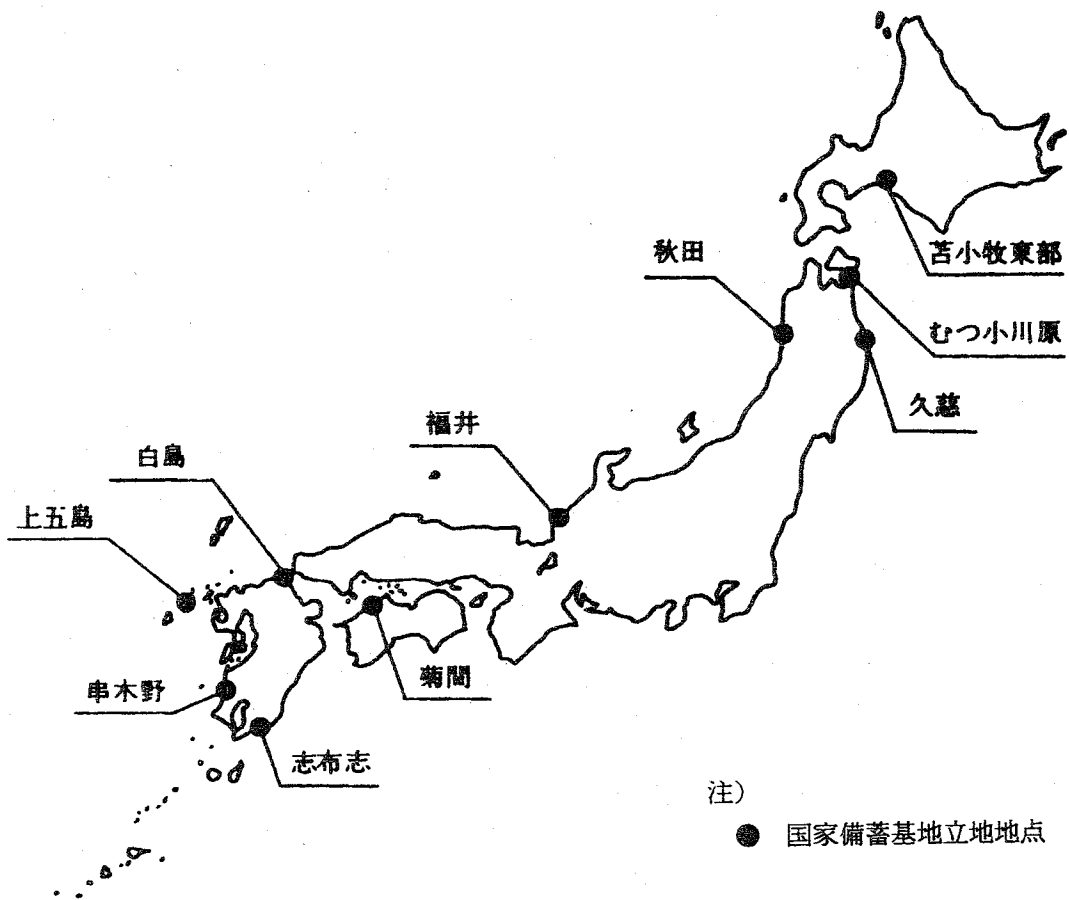 秋田
苫小牧東部
むつ小川原
久慈
福井
白島
上五島
菊間
串木野
志布志
注)
国家備蓄基地立地地点